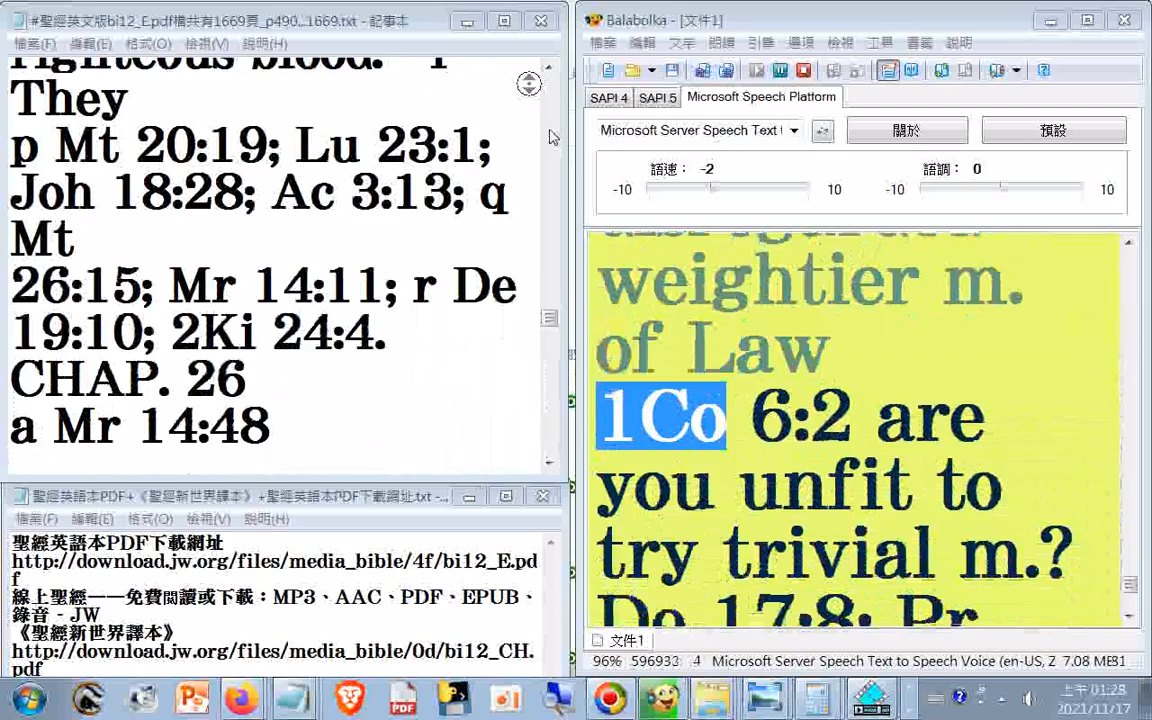 #聖經英文版bi12_E.pdf檔共有1669頁_p490...1669.txt - 記事本
檔案(F) 編輯(E) 格式(O) 檢視(V) 說明(H)
righteous blood." r
They
p Mt 20:19; Lu 23:1;
Joh 18:28; Ac 3:13; q
Mt
26:15; Mr 14:11; r De
19:10; 2Ki 24:4.
CHAP. 26
a Mr 14:48
聖經英語本PDF+《聖經新世界譯本》+聖經英語本PDF下載網址.txt -...
檔案(F) 編輯(E) 格式(O) 檢視(V) 說明(H)
聖經英語本PDF下載網址
http://download.jw.org/files/media_bible/4f/bi12_E.pd
f
線上聖經——免費閱讀或下載：MP3、AAC、PDF、EPUB、
錄音 - JW
《聖經新世界譯本》
http://download.jw.org/files/media_bible/0d/bi12_CH.
pdf
Balabolka - [文件1]
檔案 編輯 文字 朗讀 引擎 選項 檢視 工具 書籤 說明
SAPI 4 SAPI 5 Microsoft Speech Platform
Microsoft Server Speech Text 關於 預設
語速： -2 語調： 0
-10 10 -10 10
weightier m.
of Law
1Co 6:2 are
you unfit to
try trivial m.?
De 17:8; Pr
文件1
96% 596933 4 Microsoft Server Speech Text to Speech Voice (en-US, Z 7.08 MB
上午 01:28
2021/11/17